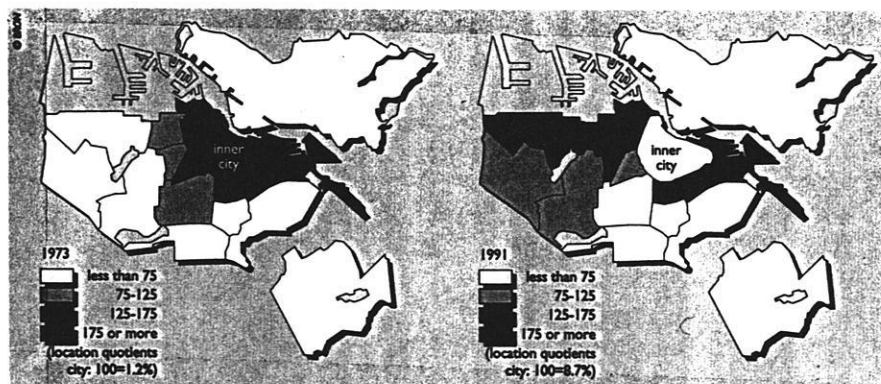 inner
city
1973
less than 75
75-125
125-175
175 or more
(location quotients
city: 100=1.2%)
inner
city
1991
less than 75
75-125
125-175
175 or more
(location quotients
city: 100=8.7%)